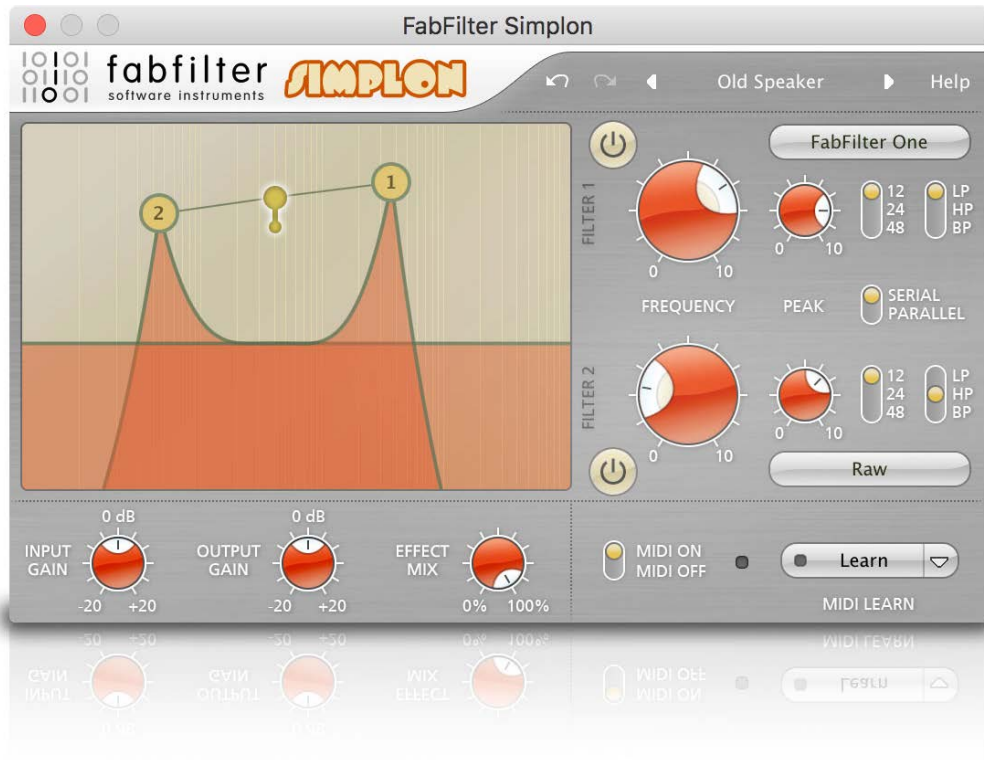 FabFilter Simplon
fabfilter
software instruments
SIMPLON
Old Speaker
Help
2
1
FILTER 1
0 10
FREQUENCY
FabFilter One
0 10
PEAK
12
24
48
LP
HP
BP
SERIAL
PARALLEL
FILTER 2
0 10
0 10
12
24
48
LP
HP
BP
Raw
INPUT
GAIN
0 dB
-20 +20
OUTPUT
GAIN
0 dB
-20 +20
EFFECT
MIX
0% 100%
MIDI ON
MIDI OFF
Learn
MIDI LEARN